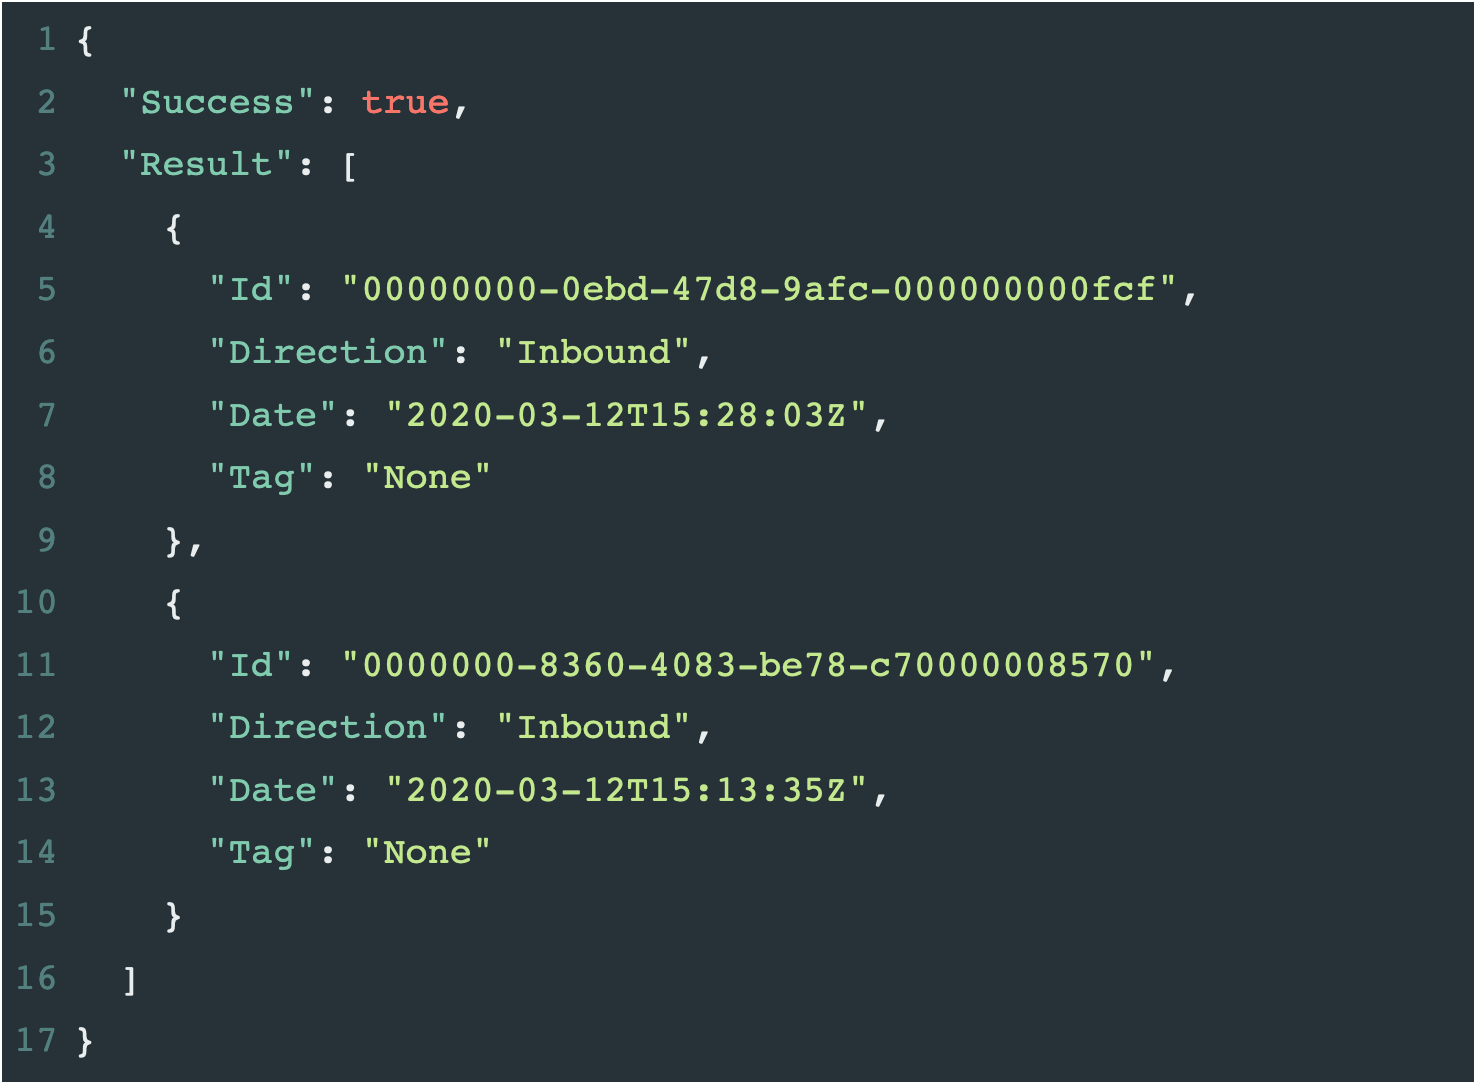 1 {
2   "Success": true,
3   "Result": [
4     {
5       "Id": "00000000-0ebd-47d8-9afc-000000000fcf",
6       "Direction": "Inbound",
7       "Date": "2020-03-12T15:28:03Z",
8       "Tag": "None"
9     },
10     {
11       "Id": "0000000-8360-4083-be78-c70000008570",
12       "Direction": "Inbound",
13       "Date": "2020-03-12T15:13:35Z",
14       "Tag": "None"
15     }
16   ]
17 }